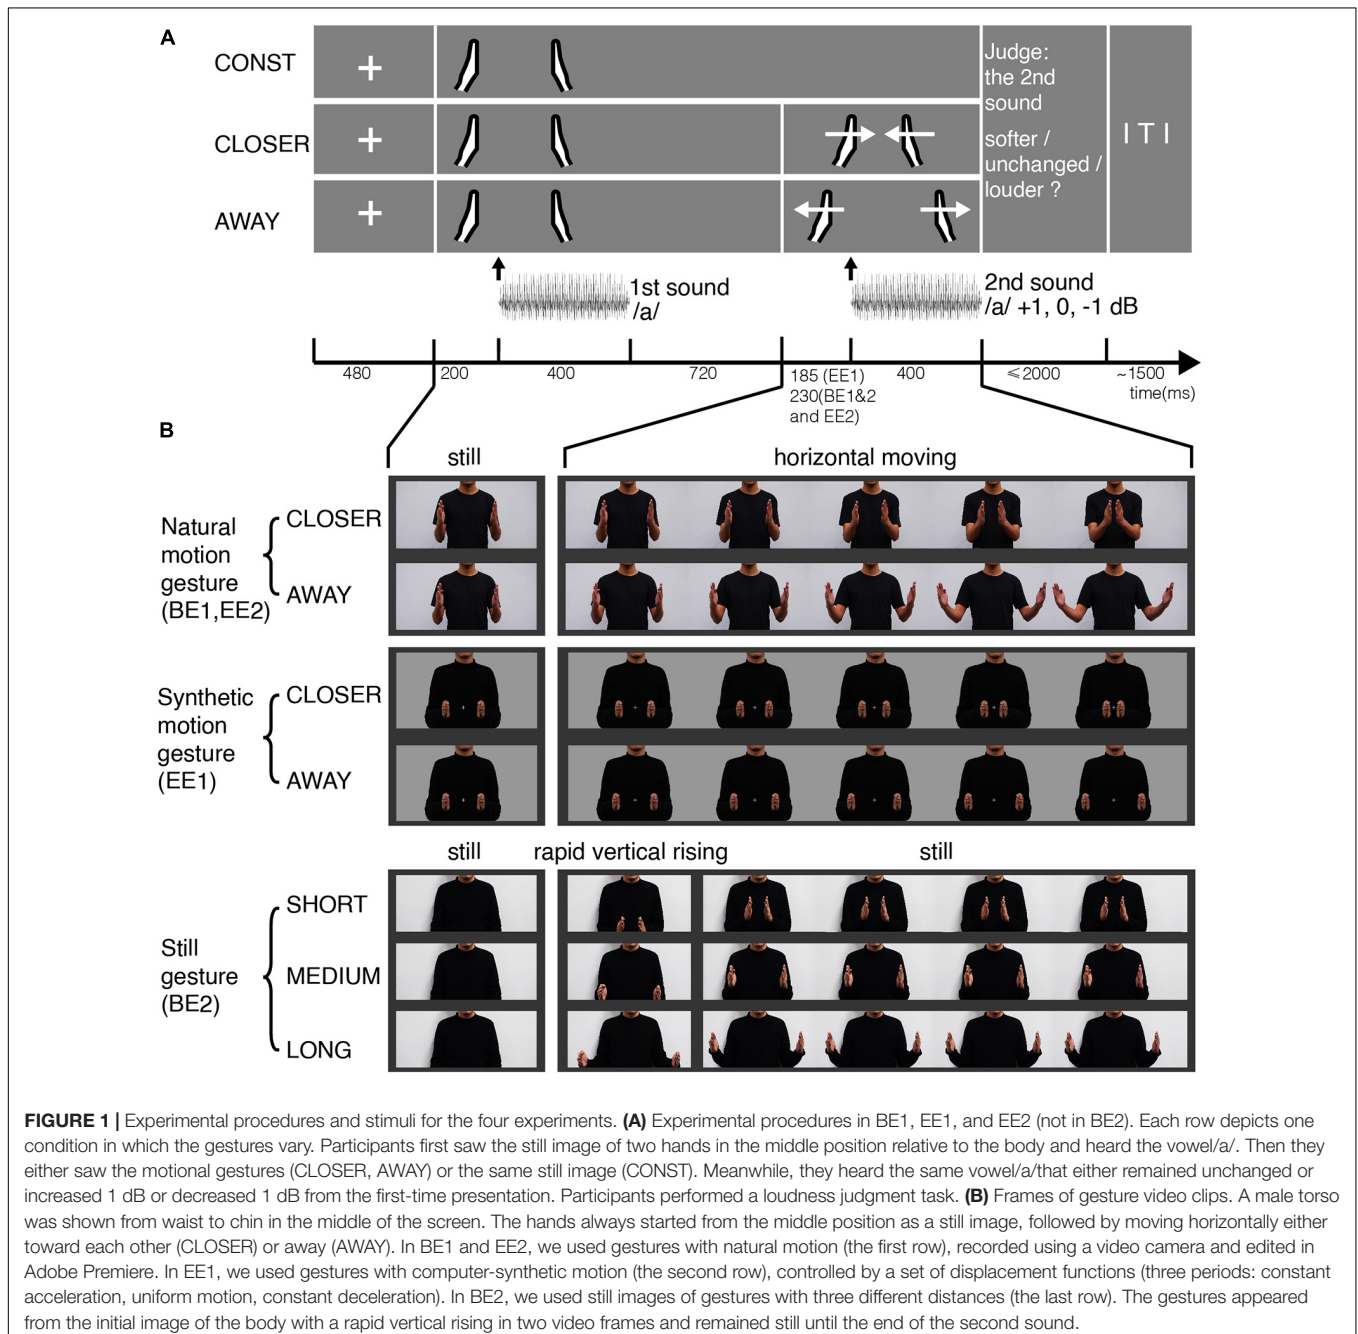 A
CONST
CLOSER
AWAY
Judge:
the 2nd
sound
softer /
unchanged /
louder ?
I T I
1st sound
/a/
2nd sound
/a/ +1, 0, -1 dB
480
200
400
720
185 (EE1)
230(BE1&2
and EE2)
400
⩽2000
~1500
time(ms)
B
still
horizontal moving
Natural
motion
gesture
(BE1,EE2)
CLOSER
AWAY
Synthetic
motion
gesture
(EE1)
CLOSER
AWAY
still
rapid vertical rising
still
Still
gesture
(BE2)
SHORT
MEDIUM
LONG
FIGURE 1 | Experimental procedures and stimuli for the four experiments. (A) Experimental procedures in BE1, EE1, and EE2 (not in BE2). Each row depicts one
condition in which the gestures vary. Participants first saw the still image of two hands in the middle position relative to the body and heard the vowel/a/. Then they
either saw the motional gestures (CLOSER, AWAY) or the same still image (CONST). Meanwhile, they heard the same vowel/a/that either remained unchanged or
increased 1 dB or decreased 1 dB from the first-time presentation. Participants performed a loudness judgment task. (B) Frames of gesture video clips. A male torso
was shown from waist to chin in the middle of the screen. The hands always started from the middle position as a still image, followed by moving horizontally either
toward each other (CLOSER) or away (AWAY). In BE1 and EE2, we used gestures with natural motion (the first row), recorded using a video camera and edited in
Adobe Premiere. In EE1, we used gestures with computer-synthetic motion (the second row), controlled by a set of displacement functions (three periods: constant
acceleration, uniform motion, constant deceleration). In BE2, we used still images of gestures with three different distances (the last row). The gestures appeared
from the initial image of the body with a rapid vertical rising in two video frames and remained still until the end of the second sound.